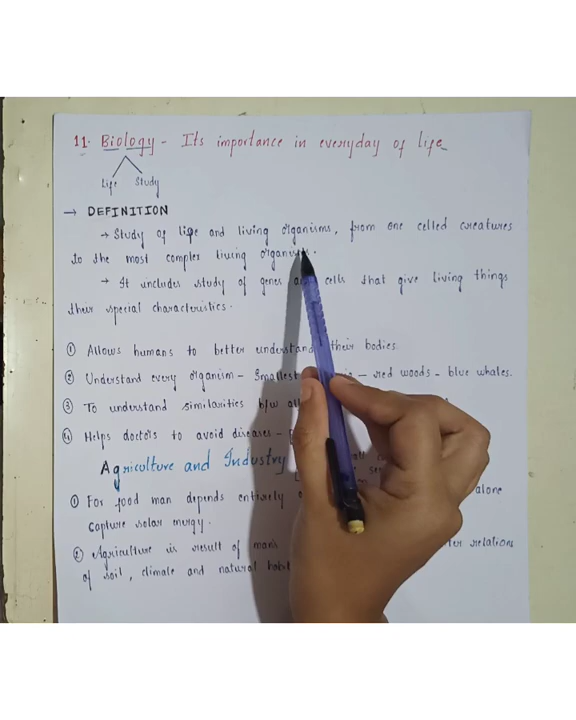 11. Biology - Its importance in everyday of life
Life Study
→ DEFINITION
→ Study of life and living organisms, from one celled creatures
to the most complex living organisms.
→ It includes study of genes and cells that give living things
their special characteristics.
① Allows humans to better understand their bodies.
② Understand every organism - Smallest - red woods - blue whales.
③ To understand similarities b/w all
④ Helps doctors to avoid diseases -
Agriculture and Industry
① For food man depends entirely alone
capture solar energy.
② Agriculture is result of man's relations
of soil, climate and natural